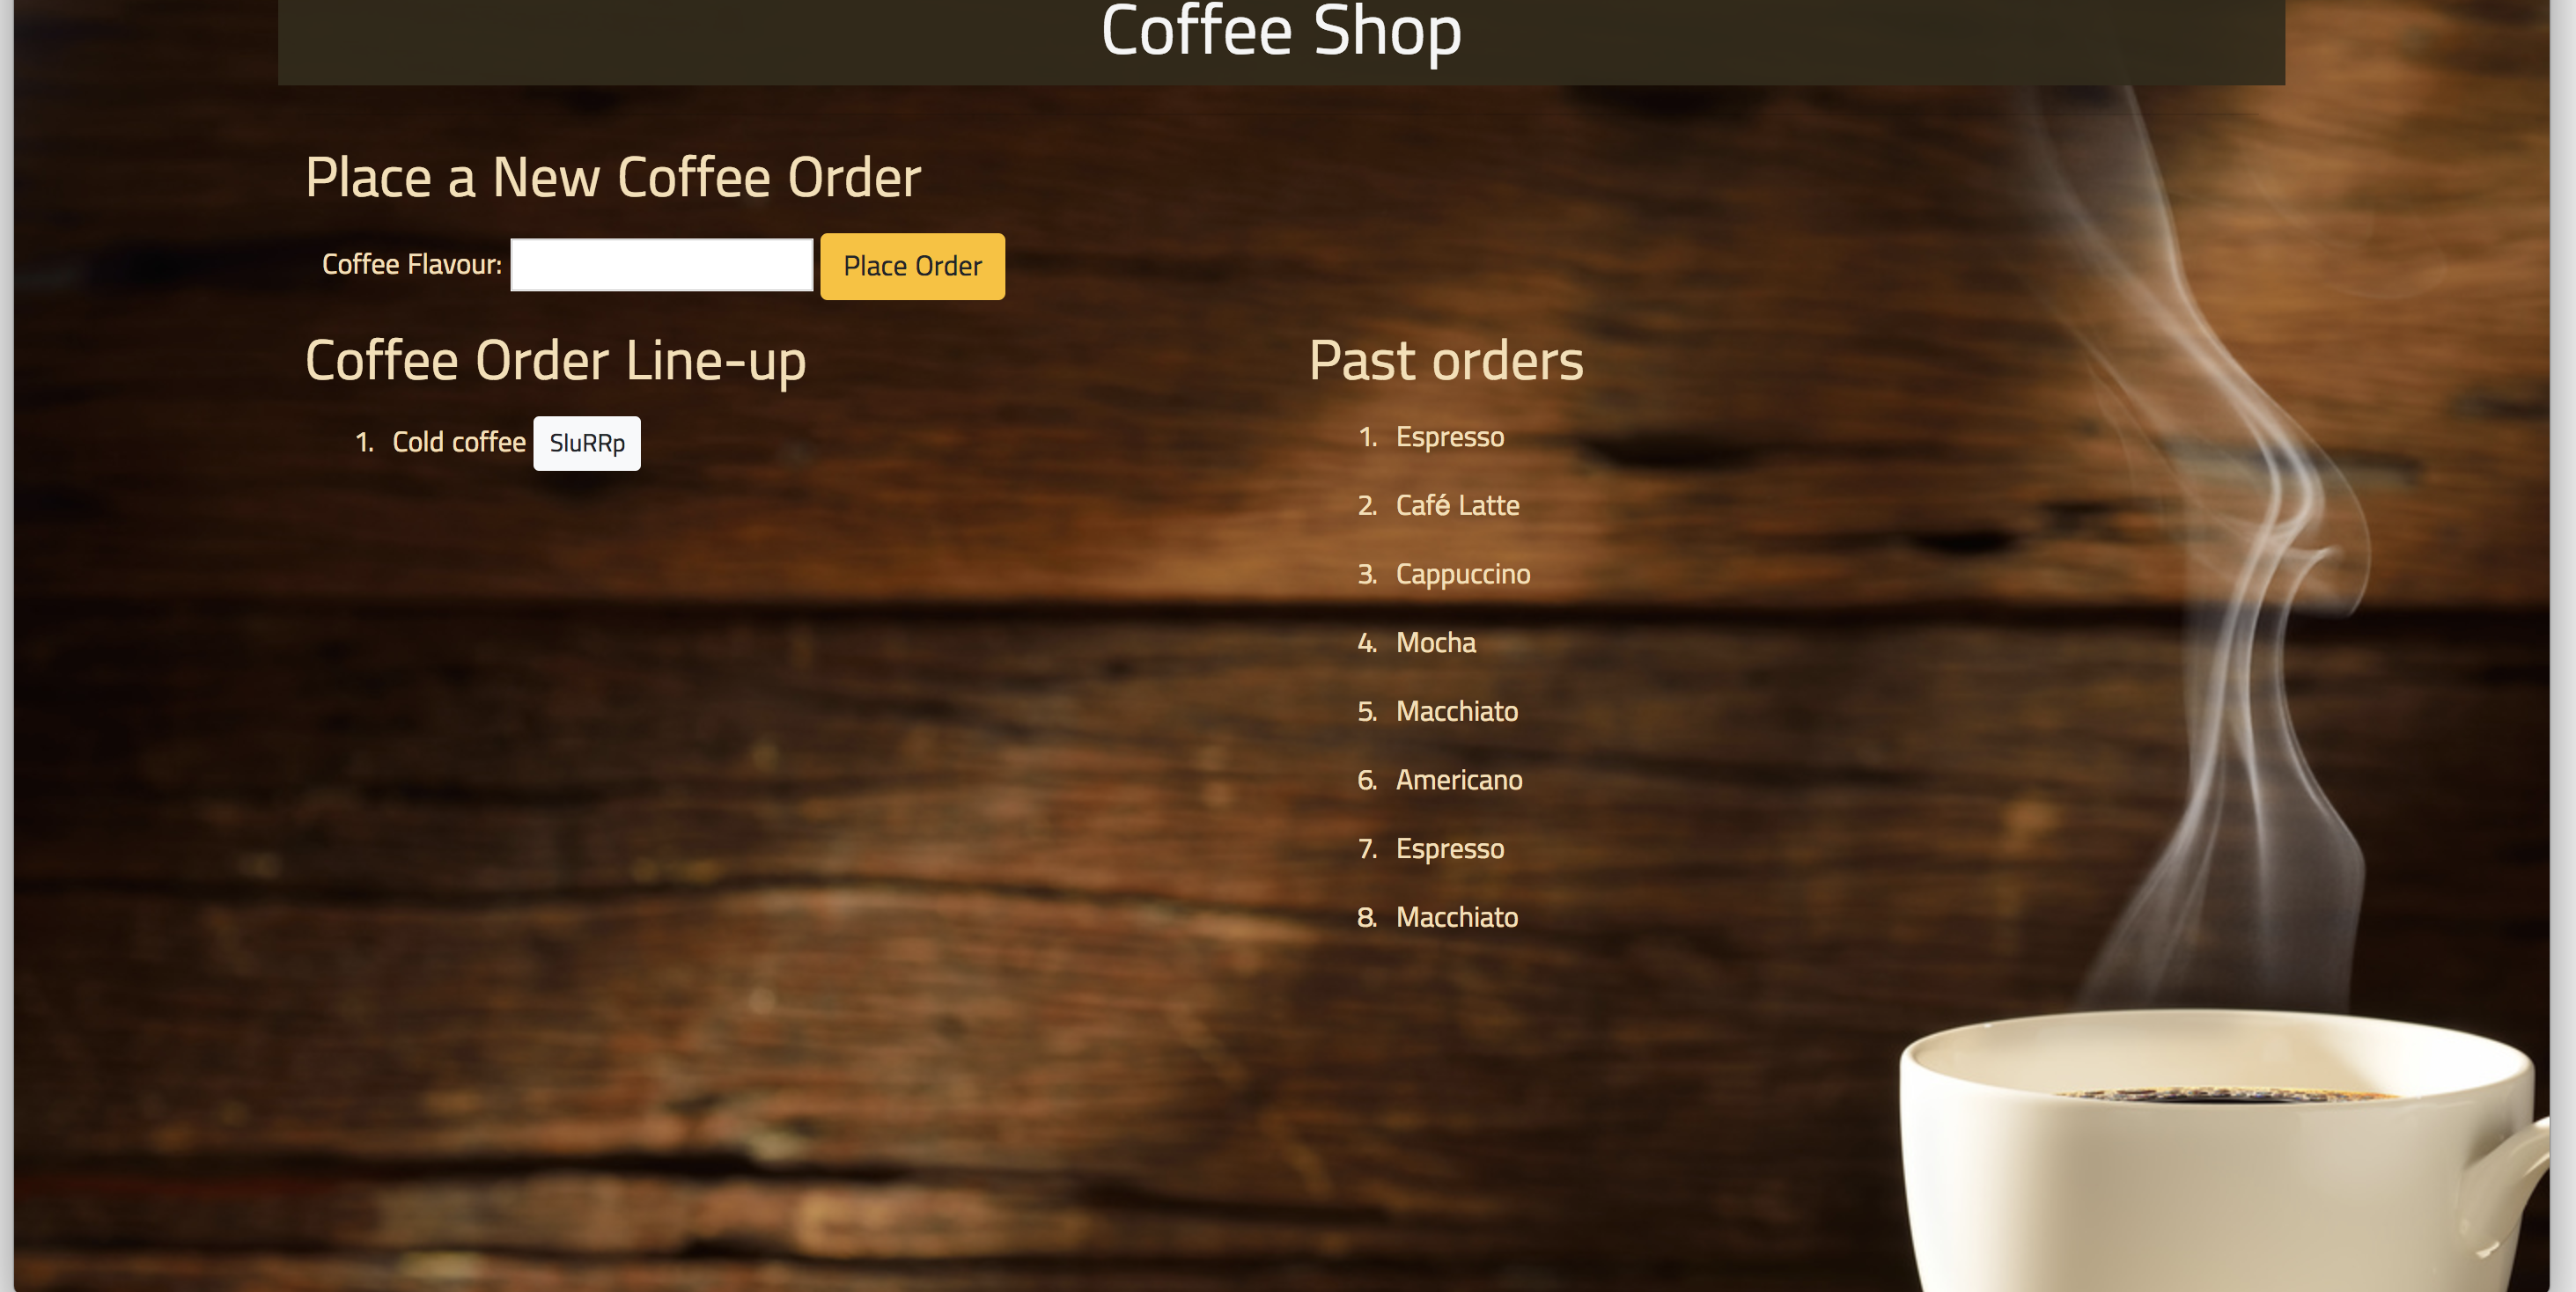 Coffee Shop
Place a New Coffee Order
Coffee Flavour: Place Order
Coffee Order Line-up
1. Cold coffee SluRRp
Past orders
1. Espresso
2. Café Latte
3. Cappuccino
4. Mocha
5. Macchiato
6. Americano
7. Espresso
8. Macchiato